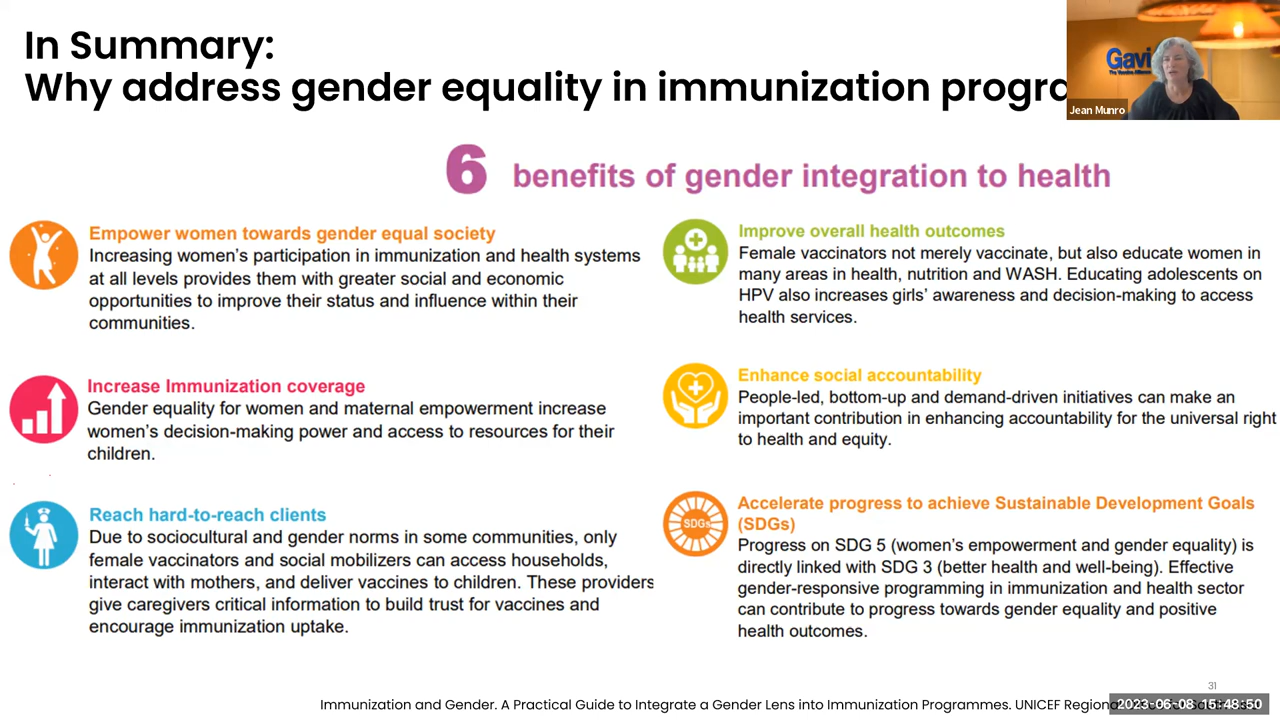 In Summary:
Why address gender equality in immunization progra
Gavi
The Vaccine Alliance
Jean Munro
6 benefits of gender integration to health
Empower women towards gender equal society
Increasing women's participation in immunization and health systems
at all levels provides them with greater social and economic
opportunities to improve their status and influence within their
communities.
Increase Immunization coverage
Gender equality for women and maternal empowerment increase
women's decision-making power and access to resources for their
children.
Reach hard-to-reach clients
Due to sociocultural and gender norms in some communities, only
female vaccinators and social mobilizers can access households,
interact with mothers, and deliver vaccines to children. These providers
give caregivers critical information to build trust for vaccines and
encourage immunization uptake.
Improve overall health outcomes
Female vaccinators not merely vaccinate, but also educate women in
many areas in health, nutrition and WASH. Educating adolescents on
HPV also increases girls' awareness and decision-making to access
health services.
Enhance social accountability
People-led, bottom-up and demand-driven initiatives can make an
important contribution in enhancing accountability for the universal right
to health and equity.
SDGs
Accelerate progress to achieve Sustainable Development Goals
(SDGs)
Progress on SDG 5 (women's empowerment and gender equality) is
directly linked with SDG 3 (better health and well-being). Effective
gender-responsive programming in immunization and health sector
can contribute to progress towards gender equality and positive
health outcomes.
31
Immunization and Gender. A Practical Guide to Integrate a Gender Lens into Immunization Programmes. UNICEF Regiona
2023-06-08 15:48:50